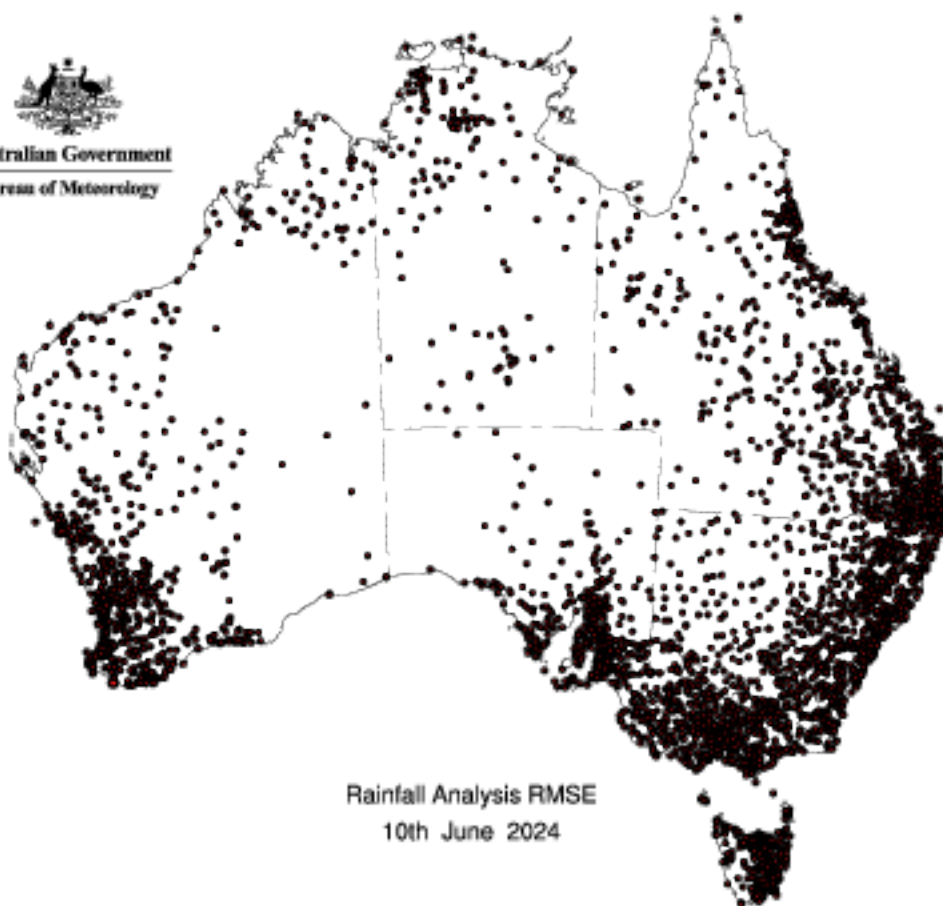 tralian Government
reau of Meteorology
Rainfall Analysis RMSE
10th June 2024